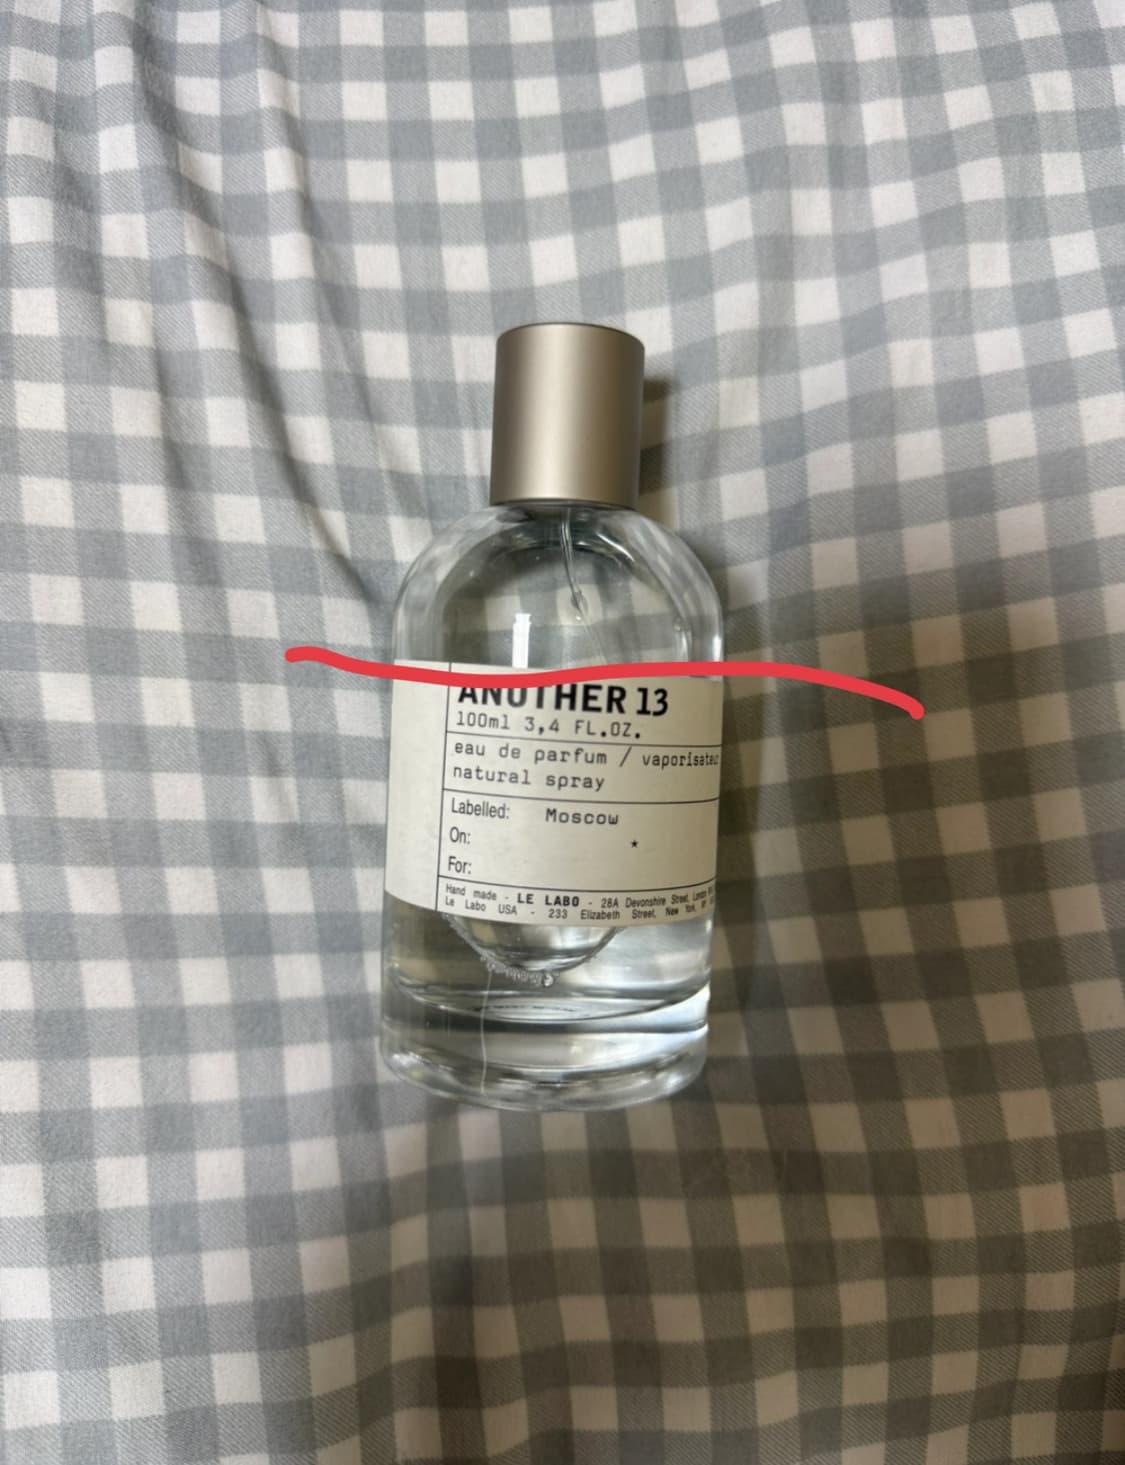 ANOTHER 13
100ml 3,4 FL.OZ.
eau de parfum / vaporisateur
natural spray
Labelled: Moscow
On: *
For:
Hand made - LE LABO - 28A Devonshire Street, London
Le Labo USA - 233 Elizabeth Street, New York,